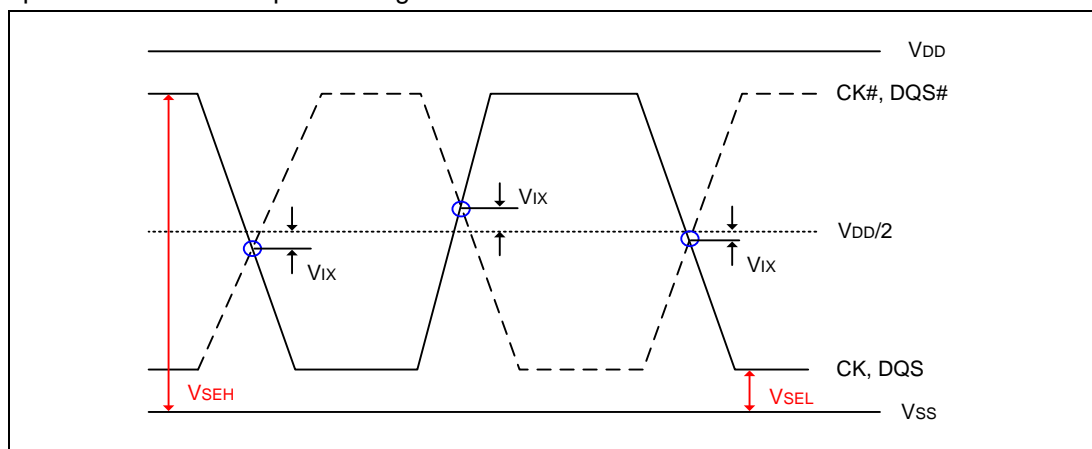 VDD
CK#, DQS#
VIX
VDD/2
VIX
VIX
CK, DQS
VSEH
VSEL
VSS